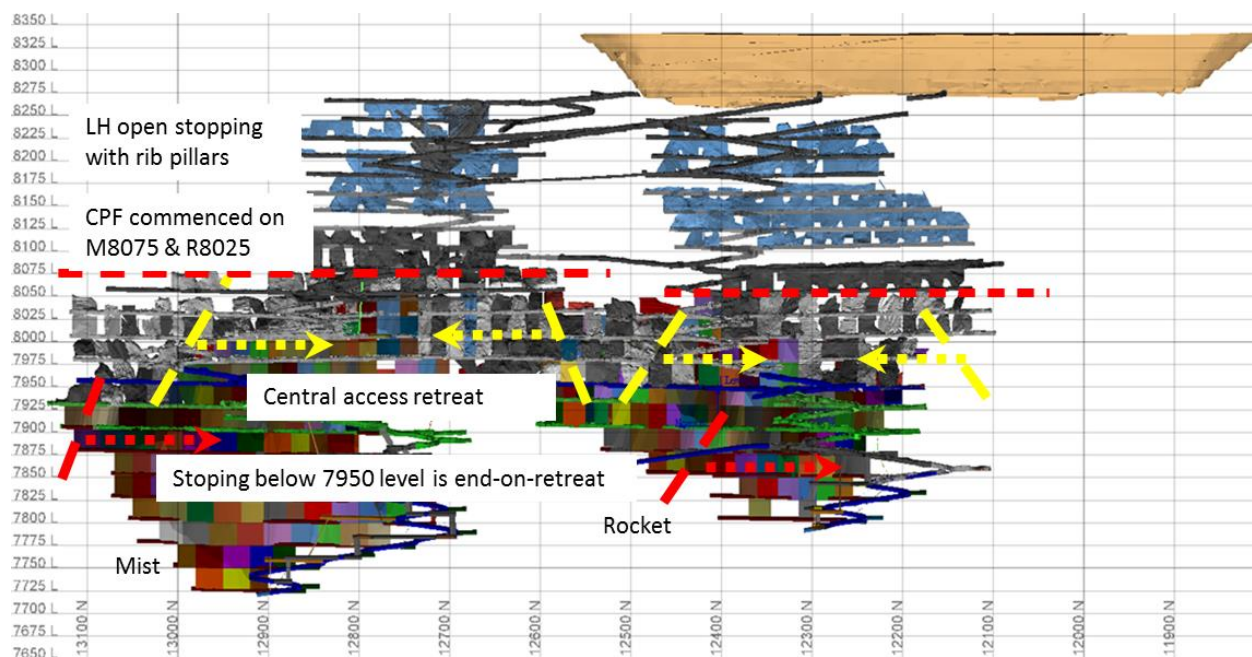 8350 L
8325 L
8300 L
8275 L
8250 L
8225 L
8200 L
8175 L
8150 L
8125 L
8100 L
8075 L
8050 L
8025 L
8000 L
7975 L
7950 L
7925 L
7900 L
7875 L
7850 L
7825 L
7800 L
7775 L
7750 L
7725 L
7700 L
7675 L
7650 L
LH open stopping
with rib pillars
CPF commenced on
M8075 & R8025
Central access retreat
Stoping below 7950 level is end-on-retreat
Rocket
Mist
13100 N
13000 N
12900 N
12800 N
12700 N
12600 N
12500 N
12400 N
12300 N
12200 N
12100 N
12000 N
11900 N